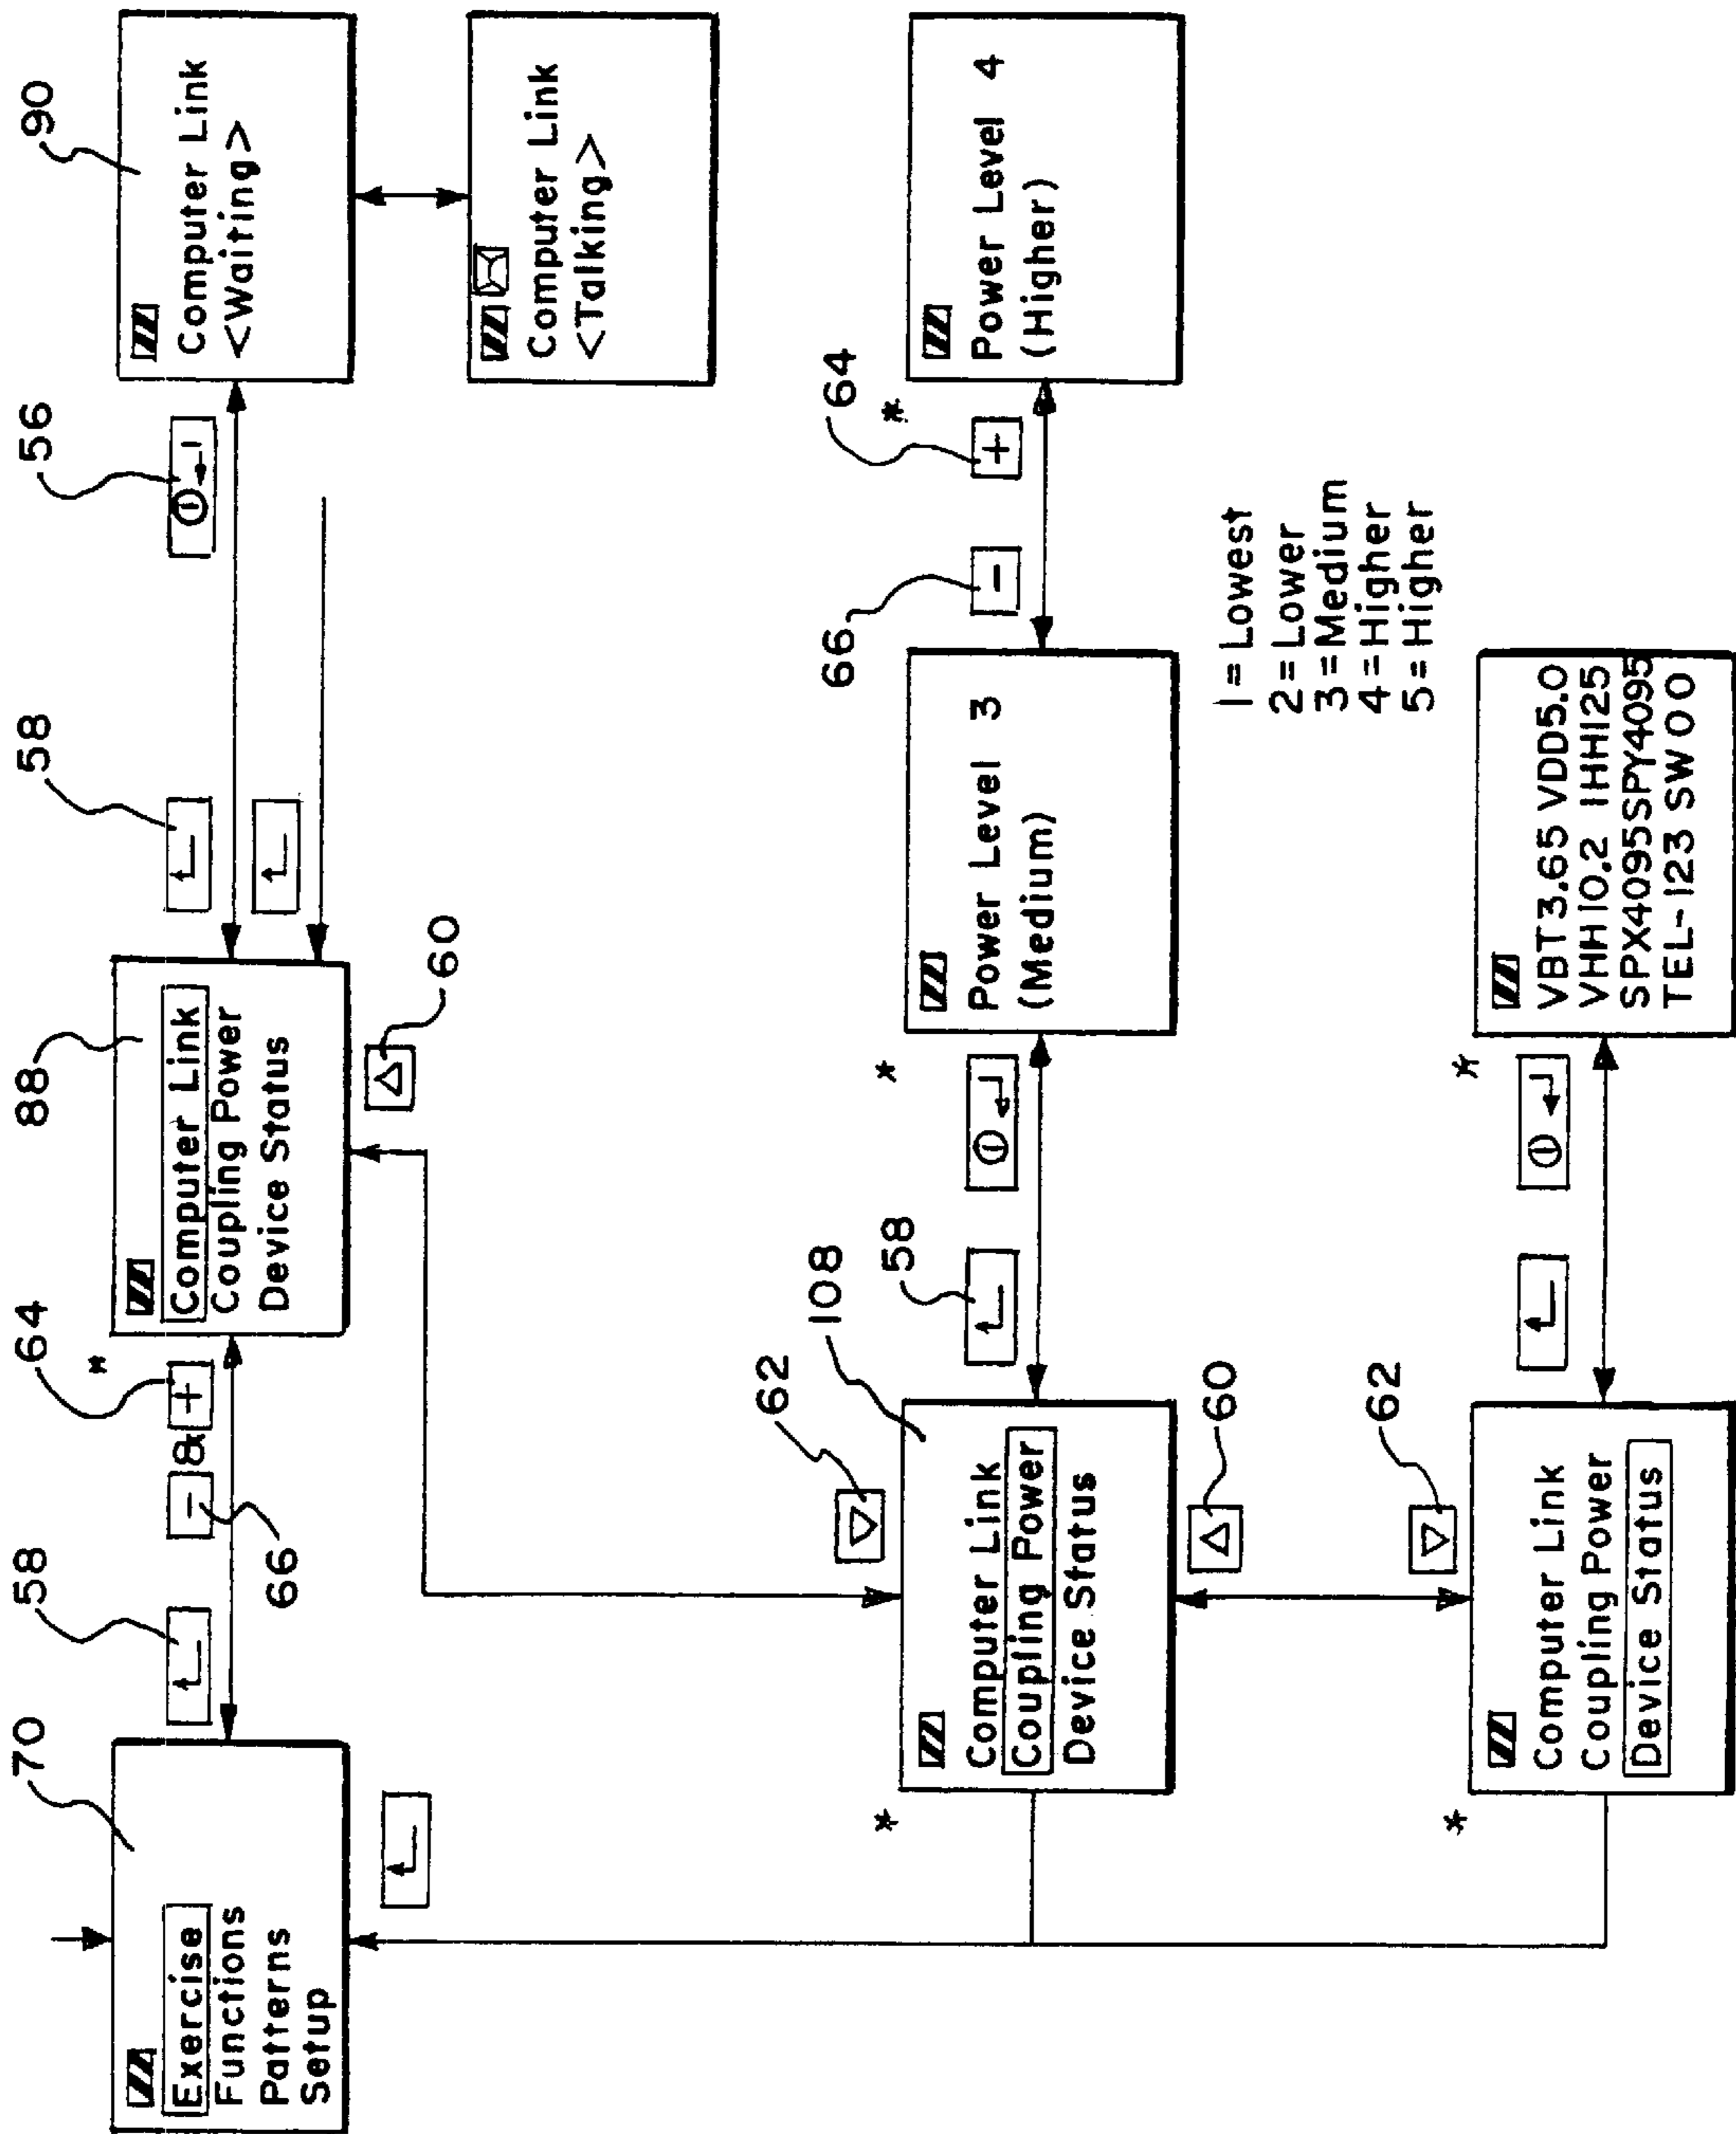 70
Exercise
Functions
Patterns
Setup
58
66
&
64
*
88
Computer Link
Coupling Power
Device Status
60
58
56
90
Computer Link
<Waiting>
Computer Link
<Talking>
*
62
108
Computer Link
Coupling Power
Device Status
60
58
*
Power Level 3
(Medium)
66
64
*
Power Level 4
(Higher)
1=Lowest
2=Lower
3=Medium
4=Higher
5=Higher
*
62
Computer Link
Coupling Power
Device Status
*
VBT3.65 VDD5.0
VHH10.2 IHH125
SPX4095SPY4095
TEL-123 SW00